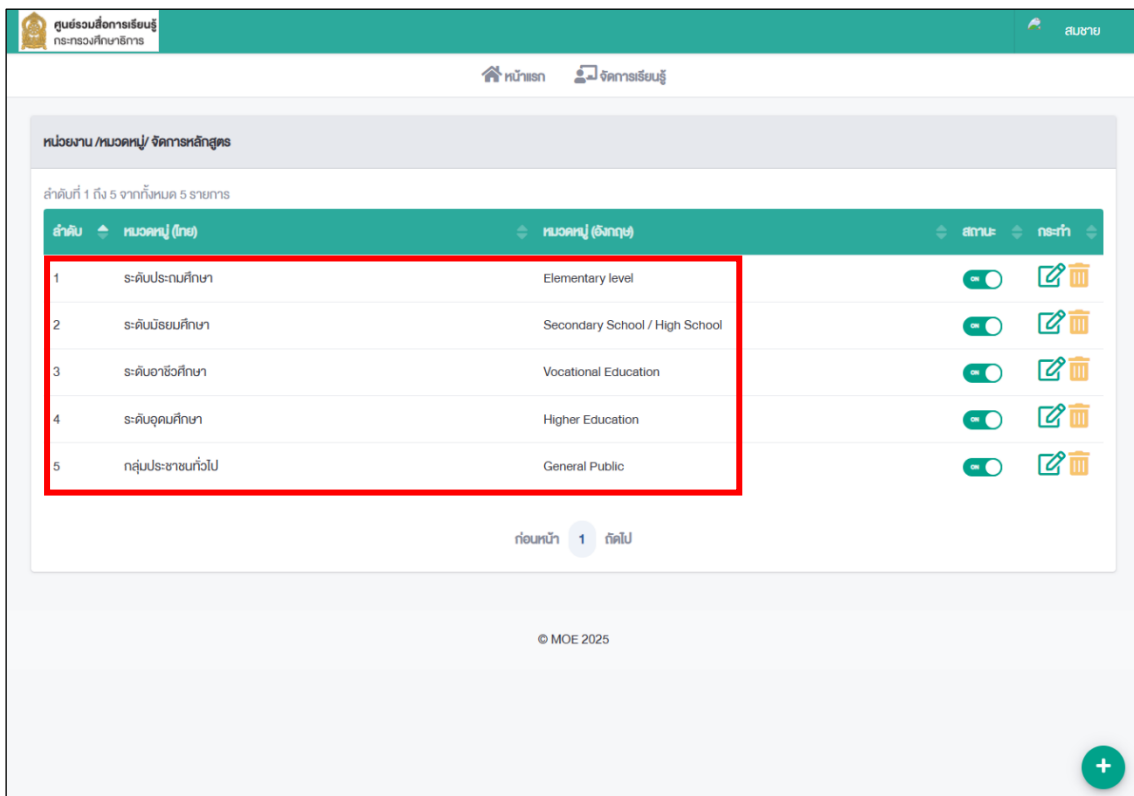 ศูนย์รวมสื่อการเรียนรู้
กระทรวงศึกษาธิการ
สมชาย
หน้าแรก จัดการเรียนรู้
หน่วยงาน /หมวดหมู่/ จัดการหลักสูตร
ลำดับที่ 1 ถึง 5 จากทั้งหมด 5 รายการ
ลำดับ หมวดหมู่ (ไทย) หมวดหมู่ (อังกฤษ) สถานะ กระทำ
1 ระดับประถมศึกษา Elementary level ON
2 ระดับมัธยมศึกษา Secondary School / High School ON
3 ระดับอาชีวศึกษา Vocational Education ON
4 ระดับอุดมศึกษา Higher Education ON
5 กลุ่มประชาชนทั่วไป General Public ON
ก่อนหน้า 1 ถัดไป
© MOE 2025
+